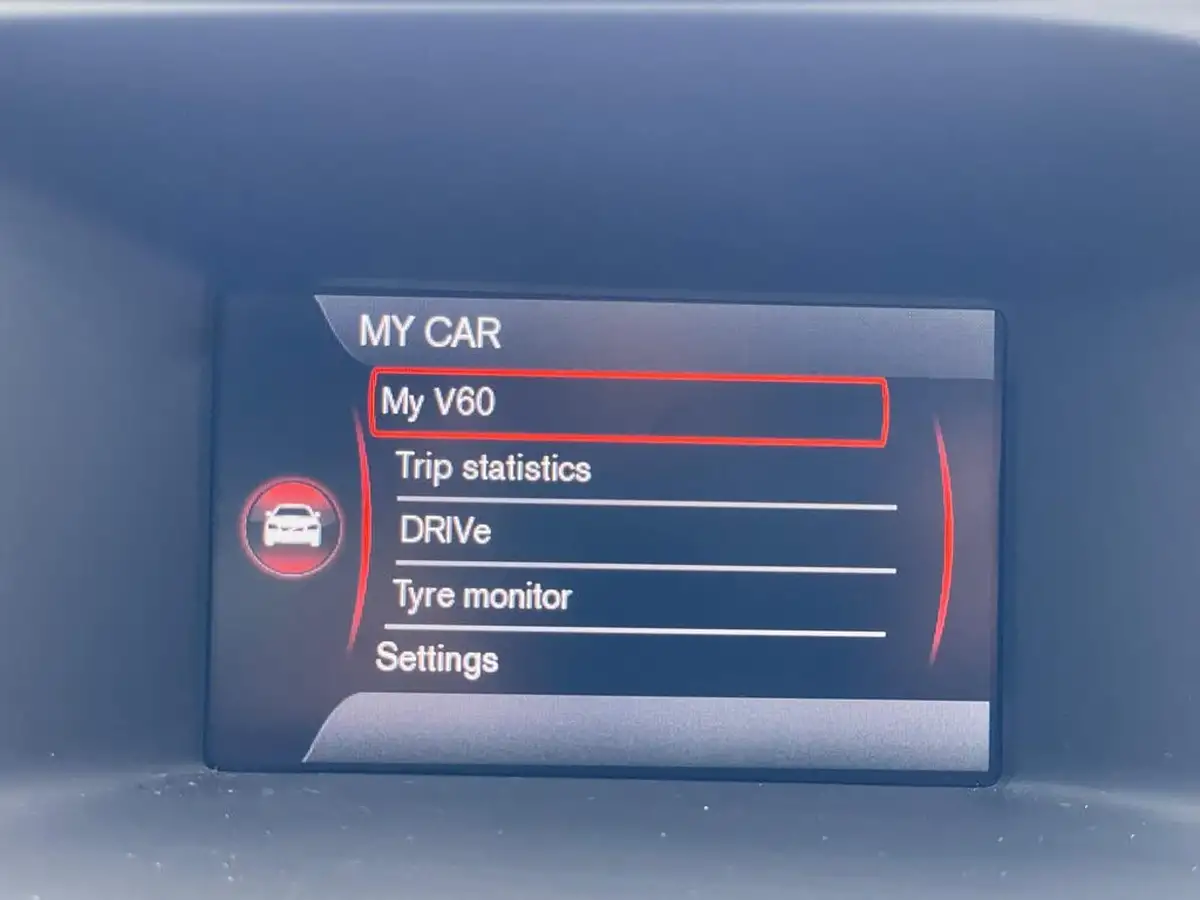 MY CAR
My V60
Trip statistics
DRIVe
Tyre monitor
Settings